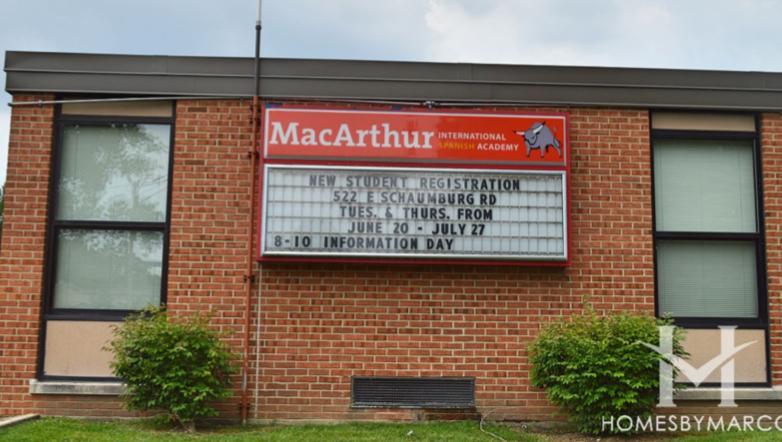 MacArthur INTERNATIONAL
SPANISH ACADEMY
NEW STUDENT REGISTRATION
522 E SCHAUMBURG RD
TUES. & THURS. FROM
JUNE 20 - JULY 27
8-10 INFORMATION DAY
HOMESBYMARCO